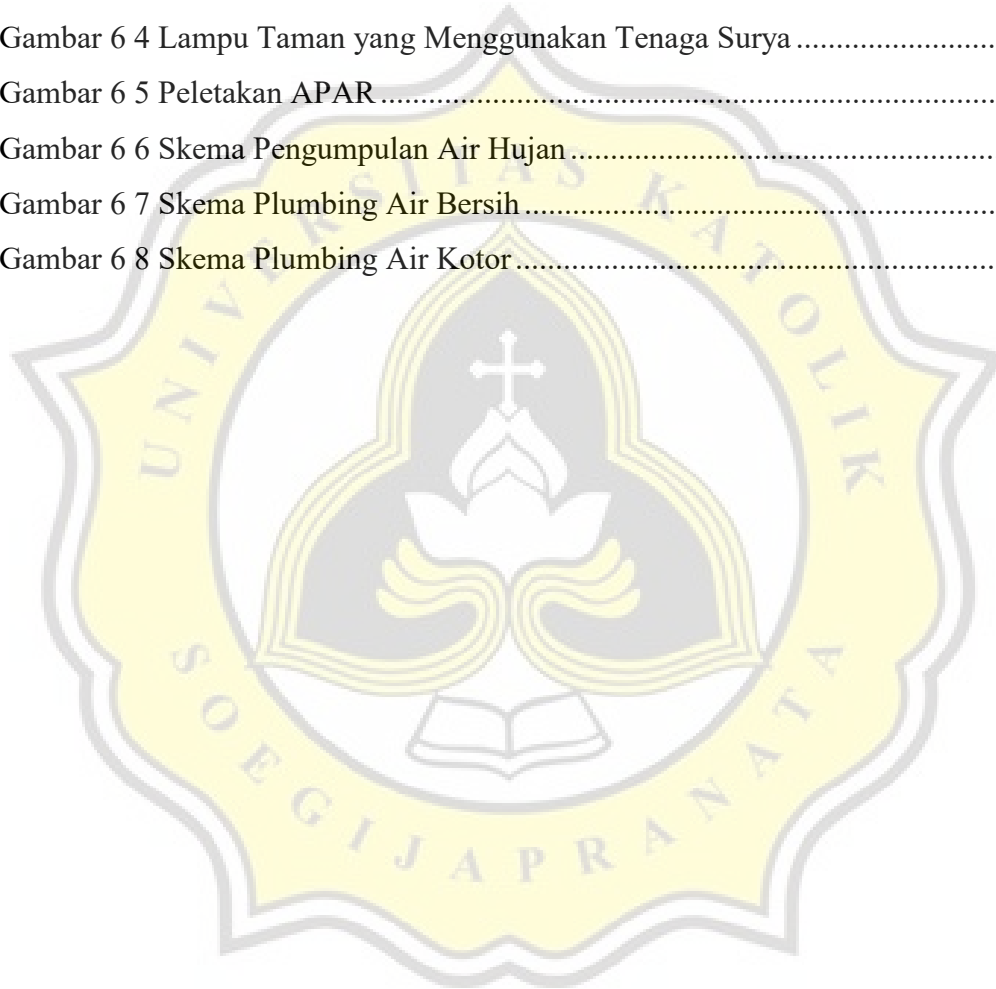 Gambar 6 4 Lampu Taman yang Menggunakan Tenaga Surya ......................
Gambar 6 5 Peletakan APAR ....................................................................
Gambar 6 6 Skema Pengumpulan Air Hujan ..............................................
Gambar 6 7 Skema Plumbing Air Bersih ...................................................
Gambar 6 8 Skema Plumbing Air Kotor ....................................................
UNIVERSITAS KATOLIK
SOEGIJAPRANATA